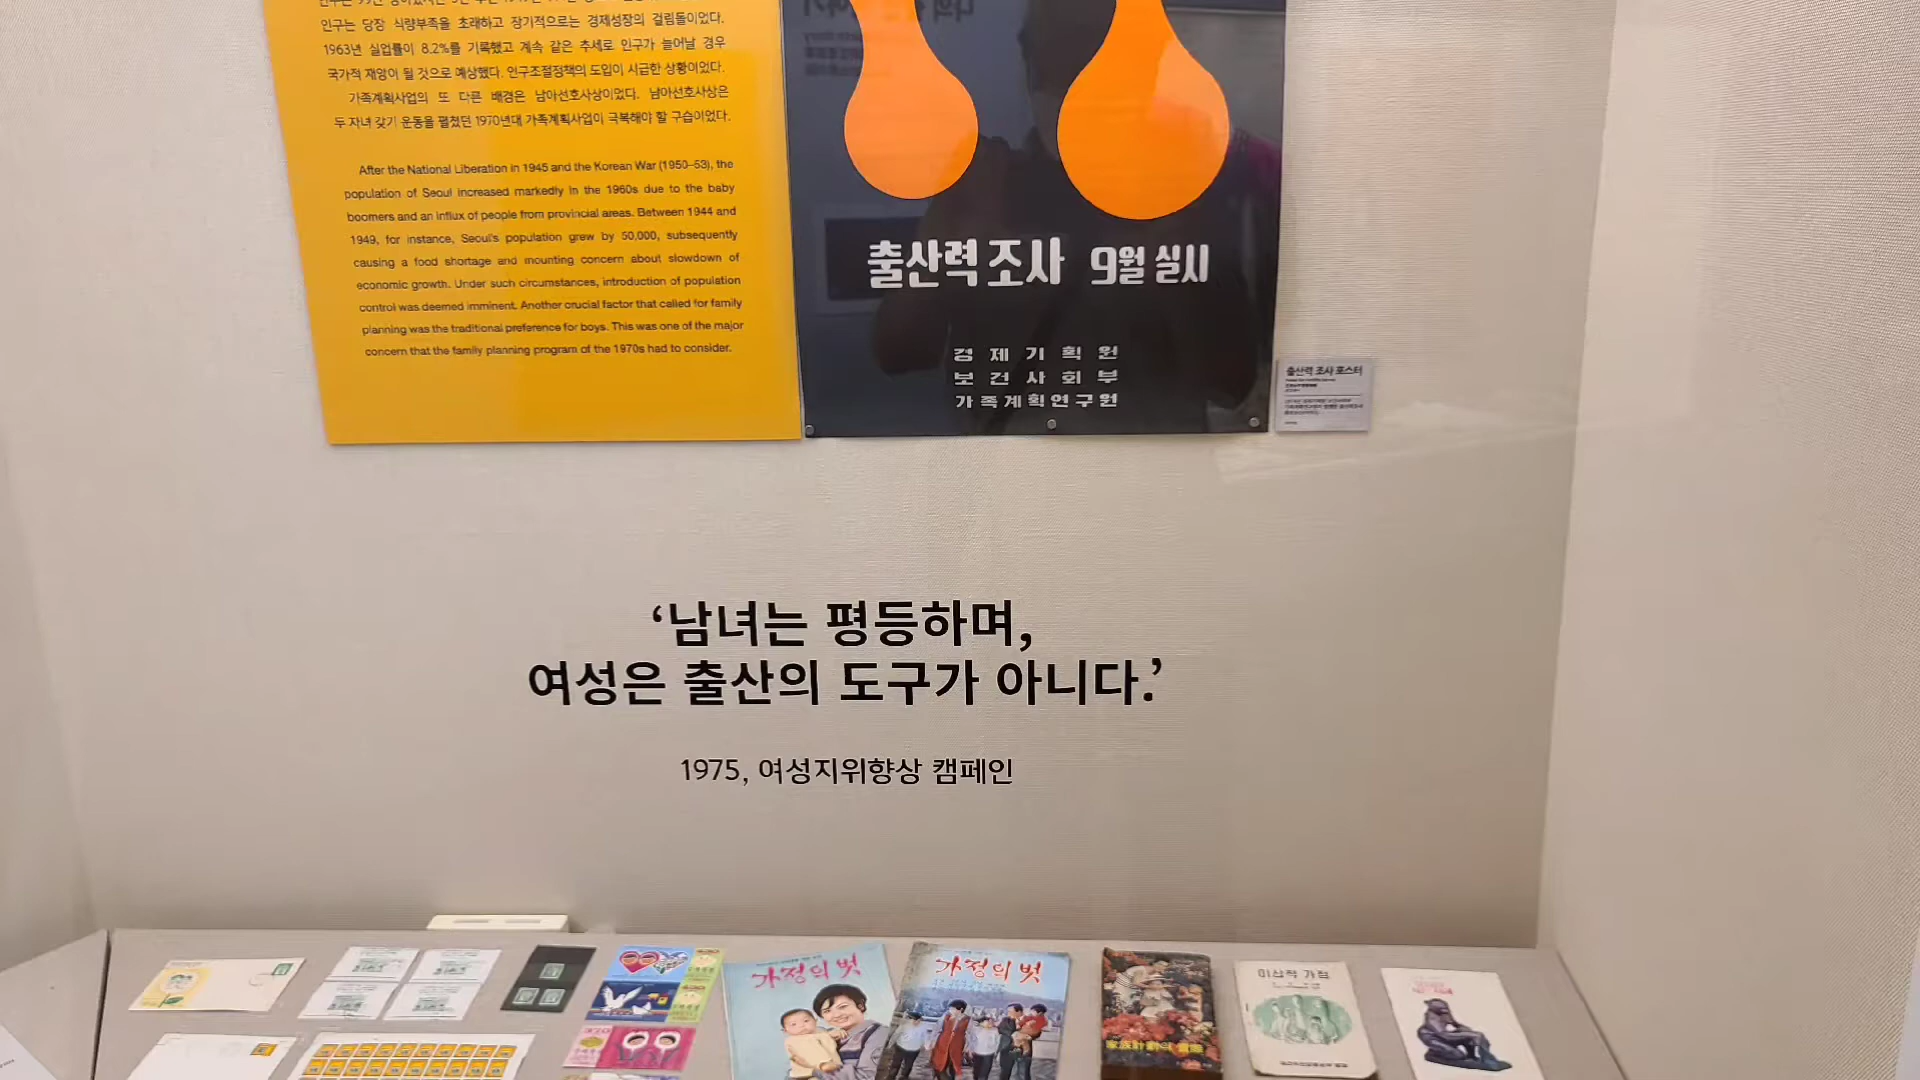 인구는 당장 식량부족을 초래하고 장기적으로는 경제성장의 걸림돌이었다.
1963년 실업률이 8.2%를 기록했고 계속 같은 추세로 인구가 늘어날 경우
국가적 재앙이 될 것으로 예상했다. 인구조절정책의 도입이 시급한 상황이었다.
가족계획사업의 또 다른 배경은 남아선호사상이었다. 남아선호사상은
두 자녀 갖기 운동을 펼쳤던 1970년대 가족계획사업이 극복해야 할 구습이었다.
After the National Liberation in 1945 and the Korean War (1950–53), the
population of Seoul increased markedly in the 1960s due to the baby
boomers and an influx of people from provincial areas. Between 1944 and
1949, for instance, Seoul's population grew by 50,000, subsequently
causing a food shortage and mounting concern about slowdown of
economic growth. Under such circumstances, introduction of population
control was deemed imminent. Another crucial factor that called for family
planning was the traditional preference for boys. This was one of the major
concern that the family planning program of the 1970s had to consider.
출산력 조사 9월 실시
경제기획원
보건사회부
가족계획연구원
출산력 조사 포스터
‘남녀는 평등하며,
여성은 출산의 도구가 아니다.’
1975, 여성지위향상 캠페인
가정의 벗
가정의 벗
이상적 가정